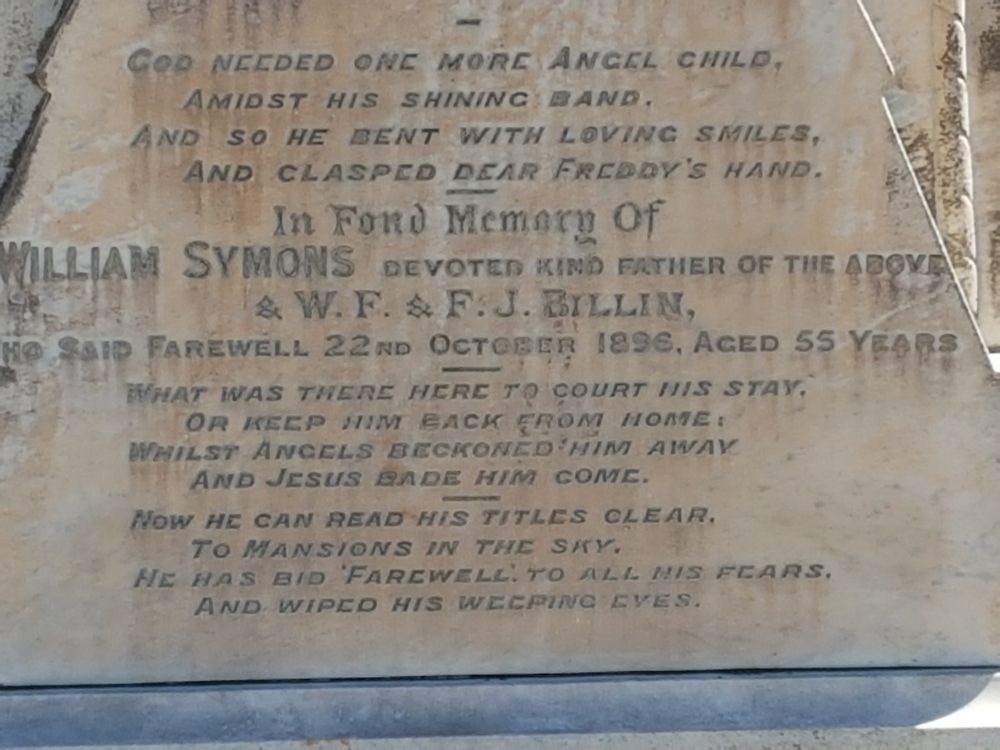 God needed one more Angel child,
Amidst his shining band.
And so he bent with loving smiles,
And clasped dear Freddy's hand.
In Fond Memory Of
William Symons devoted kind father of the above
& W. F. & F. J. Billin,
Who Said Farewell 22nd October 1896, Aged 55 Years
What was there here to court his stay,
Or keep him back from home:
Whilst Angels beckoned him away
And Jesus bade him come.
Now he can read his titles clear,
To Mansions in the sky.
He has bid 'Farewell' to all his fears.
And wiped his weeping eyes.